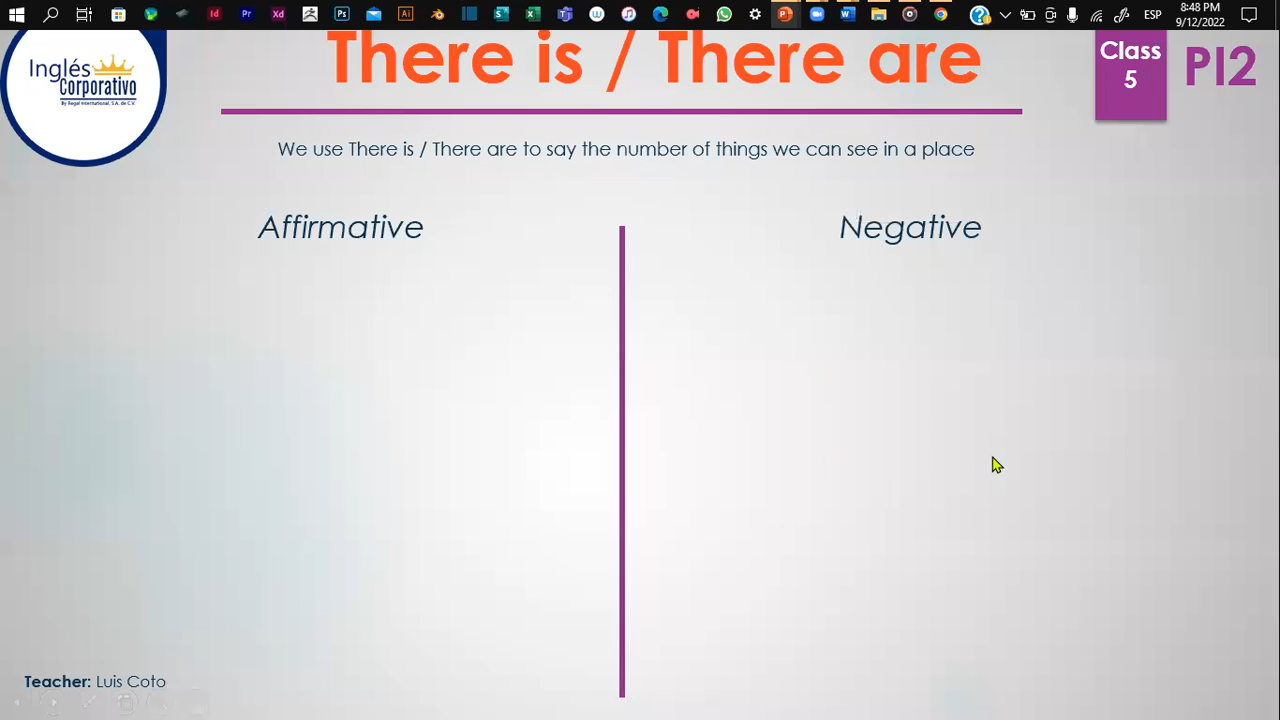 8:48 PM
ESP
9/12/2022
There is / There are
Class
5
PI2
Inglés
Corporativo
By Regal International, S.A. de C.V.
We use There is / There are to say the number of things we can see in a place
Affirmative
Negative
Teacher: Luis Coto